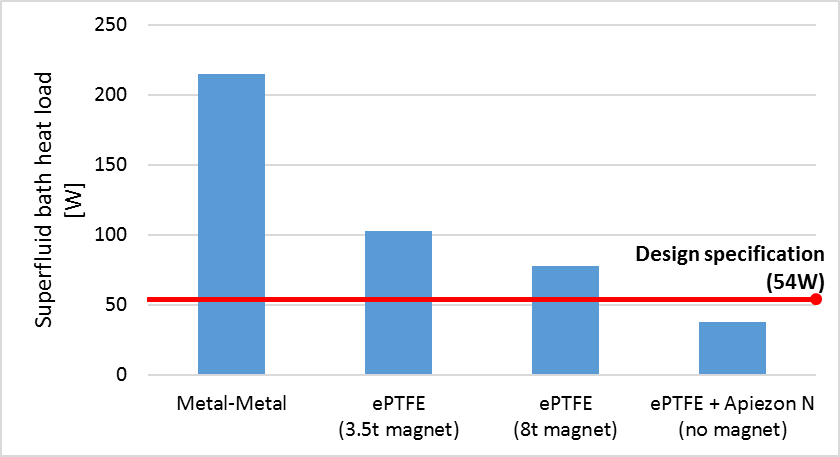 250
200
150
100
50
0
Superfluid bath heat load
[W]
Design specification
(54W)
Metal-Metal
ePTFE
(3.5t magnet)
ePTFE
(8t magnet)
ePTFE + Apiezon N
(no magnet)